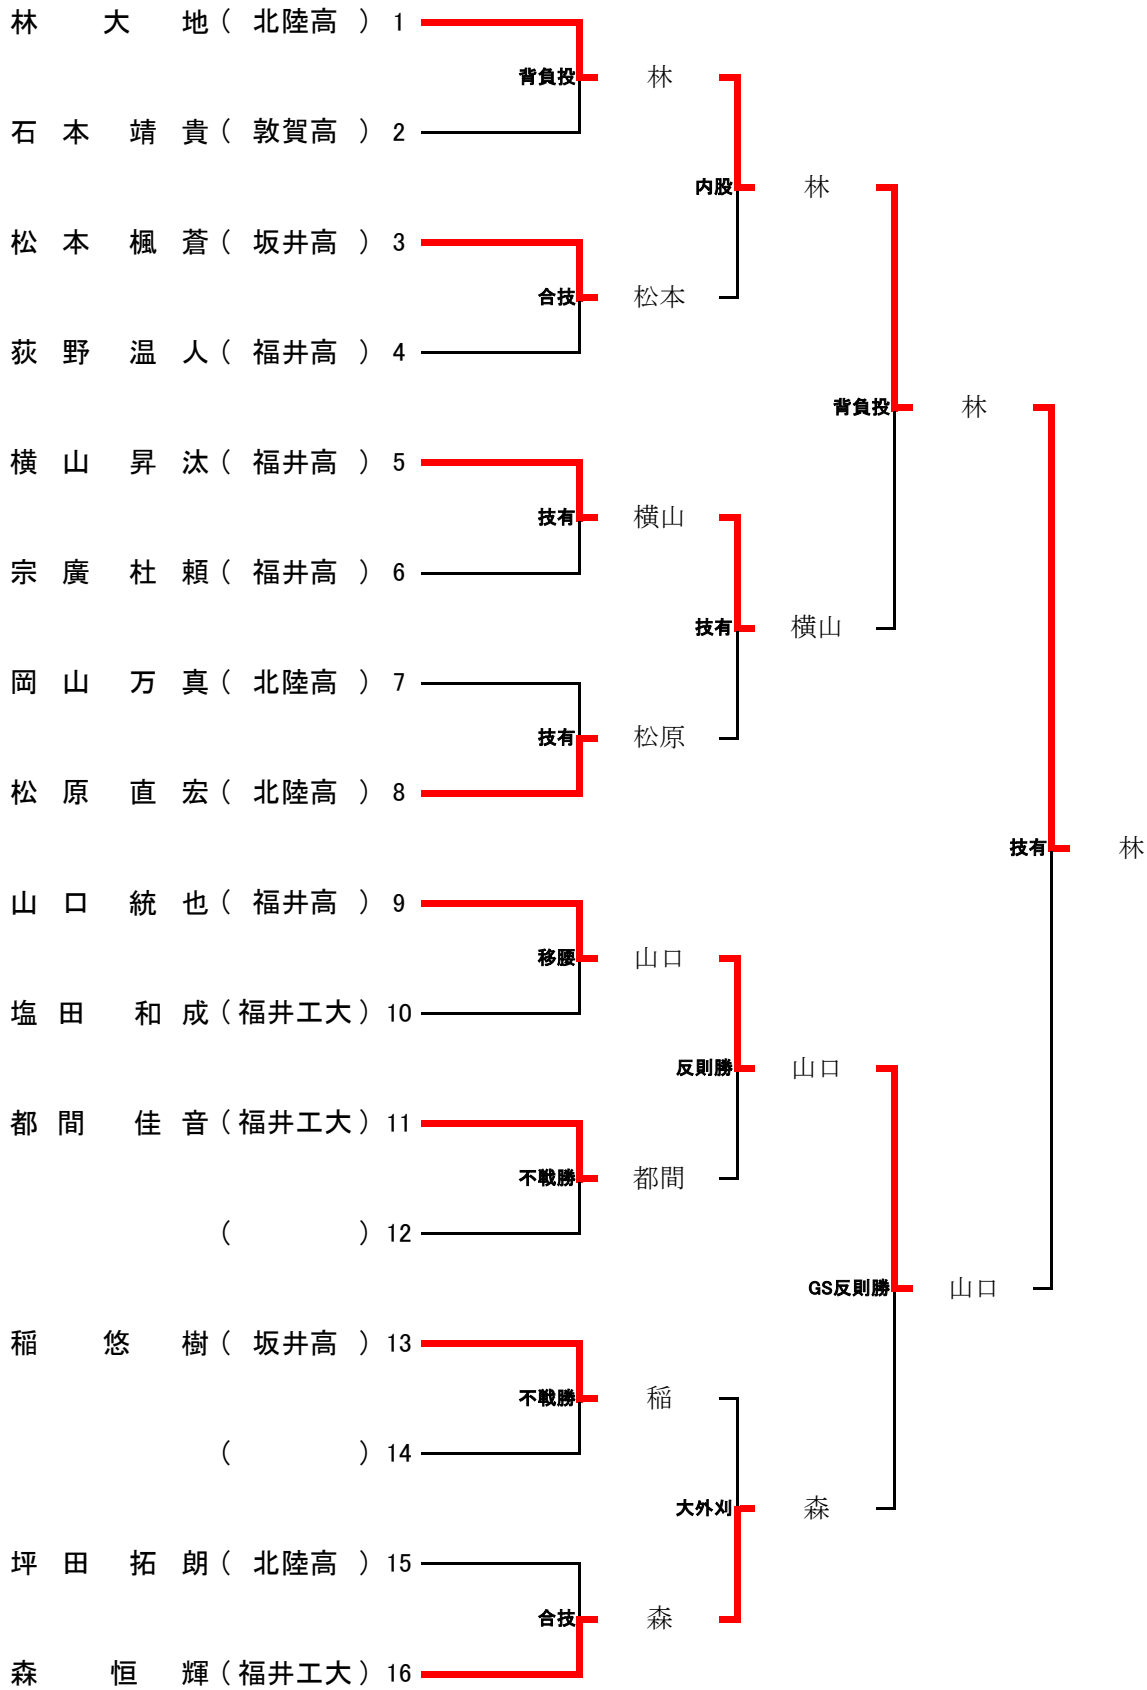 林 大 地 ( 北陸高 ) 1
背負投 林
石 本 靖 貴 ( 敦賀高 ) 2
内股 林
松 本 楓 蒼 ( 坂井高 ) 3
合技 松本
荻 野 温 人 ( 福井高 ) 4
背負投 林
横 山 昇 汰 ( 福井高 ) 5
技有 横山
宗 廣 杜 頼 ( 福井高 ) 6
技有 横山
岡 山 万 真 ( 北陸高 ) 7
技有 松原
松 原 直 宏 ( 北陸高 ) 8
技有 林
山 口 統 也 ( 福井高 ) 9
移腰 山口
塩 田 和 成 ( 福井工大 ) 10
反則勝 山口
都 間 佳 音 ( 福井工大 ) 11
不戦勝 都間
( ) 12
GS反則勝 山口
稲 悠 樹 ( 坂井高 ) 13
不戦勝 稲
( ) 14
大外刈 森
坪 田 拓 朗 ( 北陸高 ) 15
合技 森
森 恒 輝 ( 福井工大 ) 16